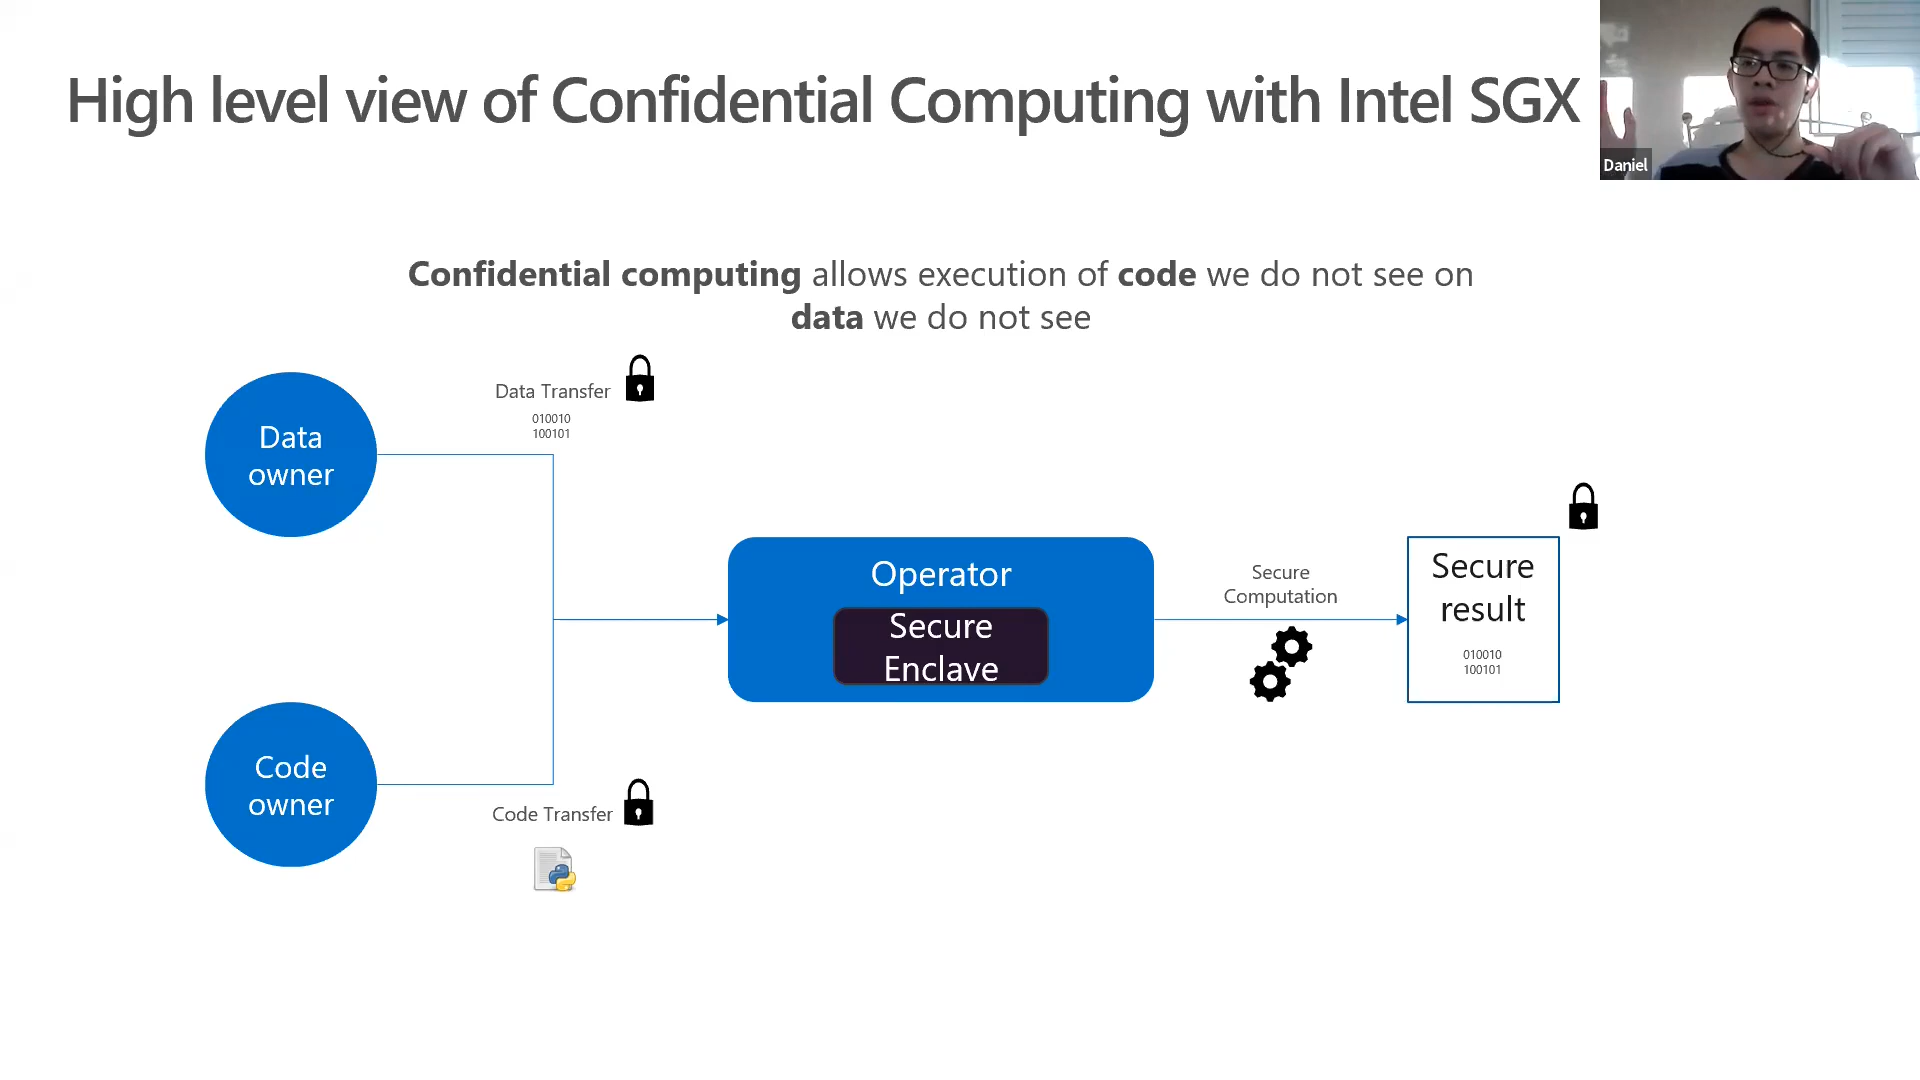 High level view of Confidential Computing with Intel SGX
Daniel
Confidential computing allows execution of code we do not see on
data we do not see
Data Transfer
010010
100101
Data
owner
Operator
Secure
Enclave
Secure
Computation
Secure
result
010010
100101
Code
owner
Code Transfer